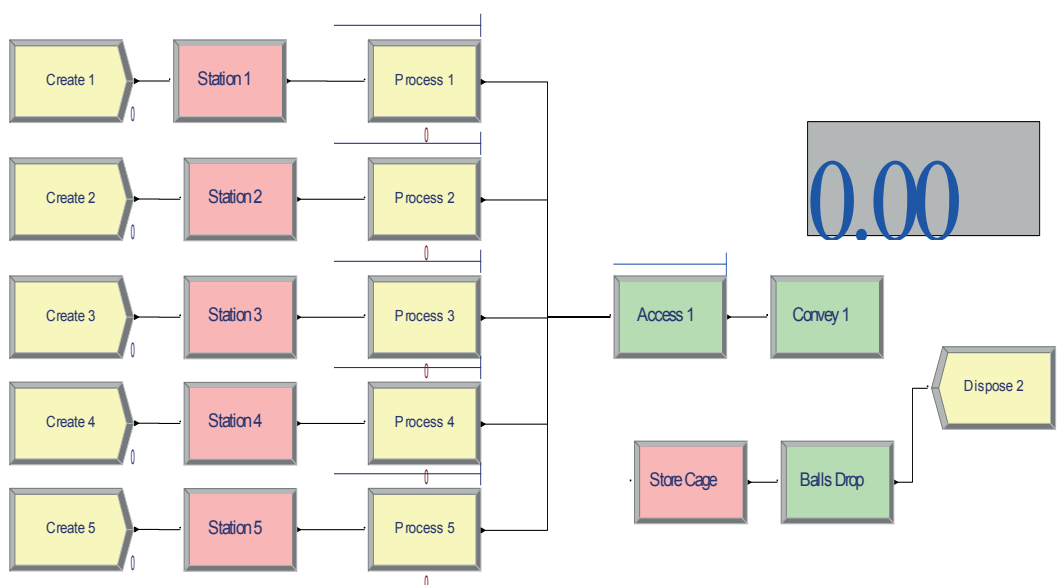 Create 1
Station 1
Process 1
0
0
Create 2
Station 2
Process 2
0
0
0.00
Create 3
Station 3
Process 3
Access 1
Convey 1
0
0
Dispose 2
Create 4
Station 4
Process 4
0
0
Store Cage
Balls Drop
Create 5
Station 5
Process 5
0
0